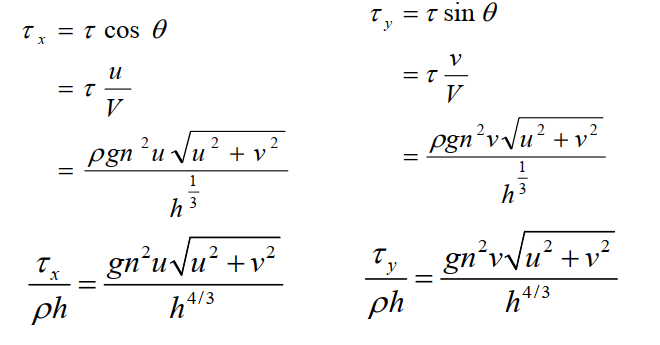 τ_x = τ cos θ
= τ u/V
= ρgn²u√(u² + v²) / h^(1/3)
τ_x/ρh = gn²u√(u² + v²) / h^(4/3)
τ_y = τ sin θ
= τ v/V
= ρgn²v√(u² + v²) / h^(1/3)
τ_y/ρh = gn²v√(u² + v²) / h^(4/3)